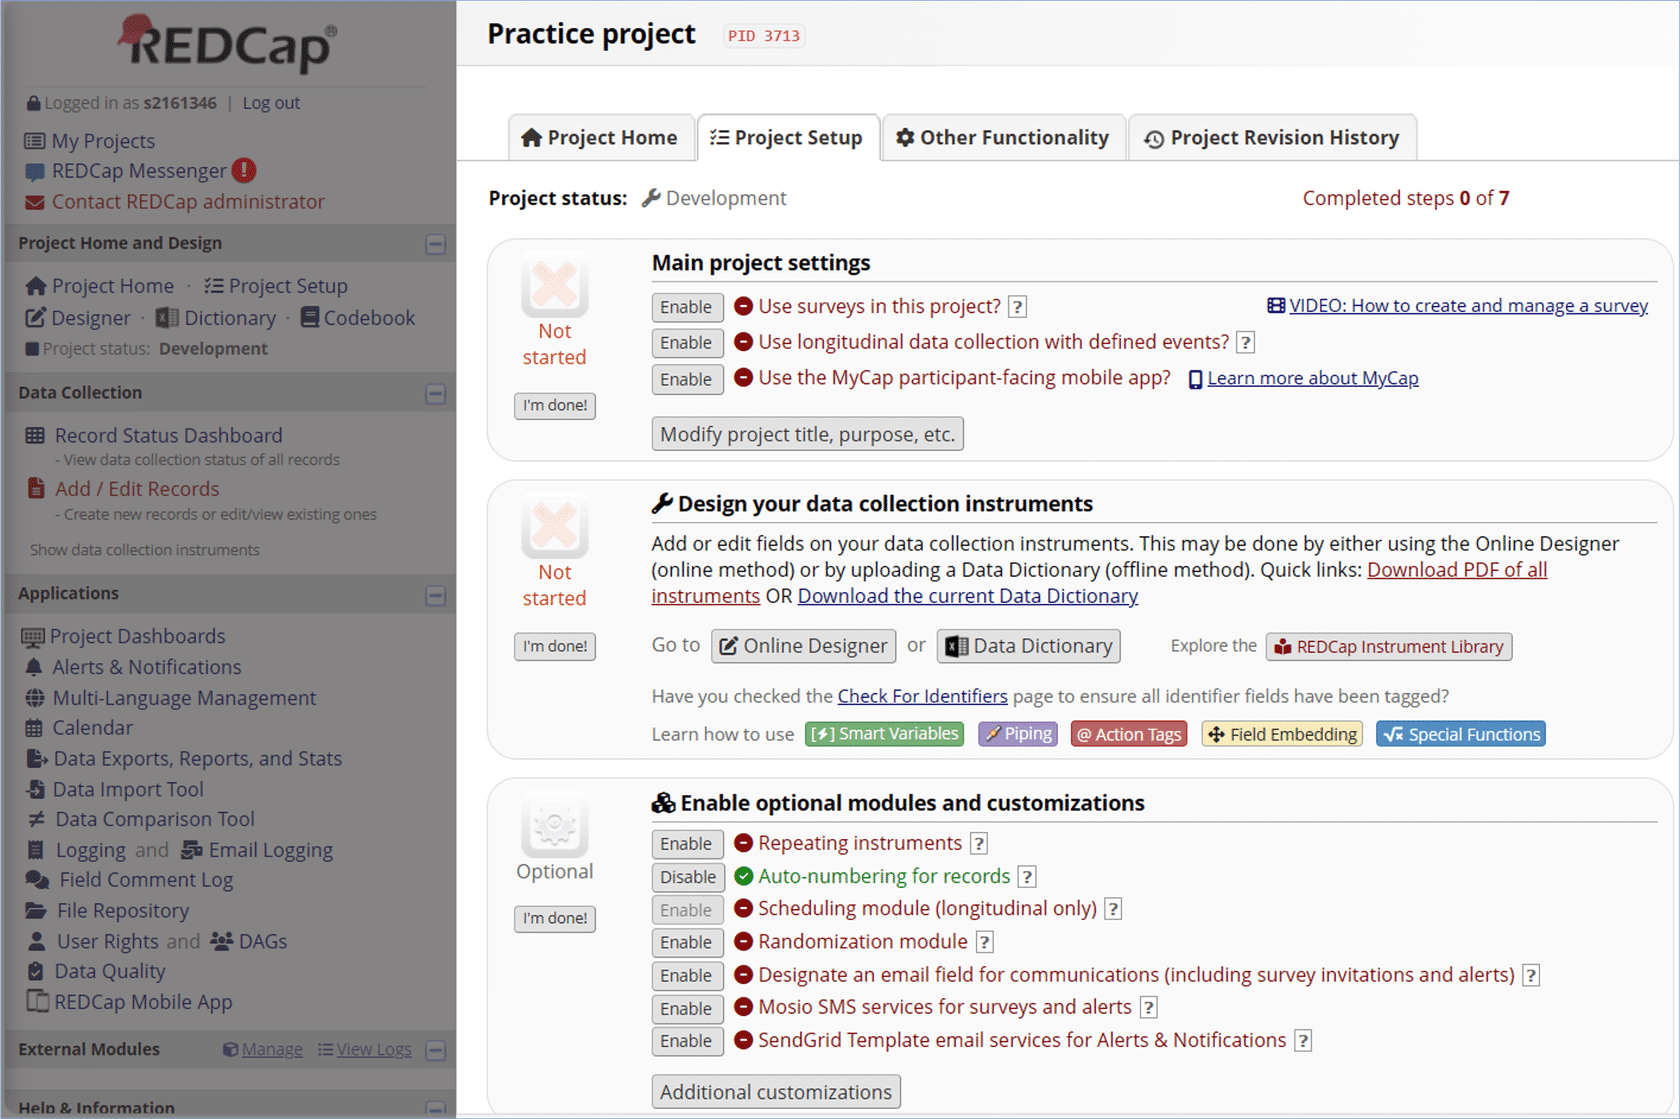 REDCap®
Logged in as s2161346 | Log out
My Projects
REDCap Messenger !
Contact REDCap administrator
Project Home and Design
Project Home · Project Setup
Designer · Dictionary · Codebook
Project status: Development
Data Collection
Record Status Dashboard
- View data collection status of all records
Add / Edit Records
- Create new records or edit/view existing ones
Show data collection instruments
Applications
Project Dashboards
Alerts & Notifications
Multi-Language Management
Calendar
Data Exports, Reports, and Stats
Data Import Tool
Data Comparison Tool
Logging and Email Logging
Field Comment Log
File Repository
User Rights and DAGs
Data Quality
REDCap Mobile App
External Modules Manage View Logs
Help & Information
Practice project PID 3713
Project Home Project Setup Other Functionality Project Revision History
Project status: Development Completed steps 0 of 7
Not
started
I'm done!
Main project settings
Enable Use surveys in this project? ? VIDEO: How to create and manage a survey
Enable Use longitudinal data collection with defined events? ?
Enable Use the MyCap participant-facing mobile app? Learn more about MyCap
Modify project title, purpose, etc.
Not
started
I'm done!
Design your data collection instruments
Add or edit fields on your data collection instruments. This may be done by either using the Online Designer
(online method) or by uploading a Data Dictionary (offline method). Quick links: Download PDF of all
instruments OR Download the current Data Dictionary
Go to Online Designer or Data Dictionary Explore the REDCap Instrument Library
Have you checked the Check For Identifiers page to ensure all identifier fields have been tagged?
Learn how to use [⚡] Smart Variables Piping @ Action Tags Field Embedding √x Special Functions
Optional
I'm done!
Enable optional modules and customizations
Enable Repeating instruments ?
Disable Auto-numbering for records ?
Enable Scheduling module (longitudinal only) ?
Enable Randomization module ?
Enable Designate an email field for communications (including survey invitations and alerts) ?
Enable Mosio SMS services for surveys and alerts ?
Enable SendGrid Template email services for Alerts & Notifications ?
Additional customizations